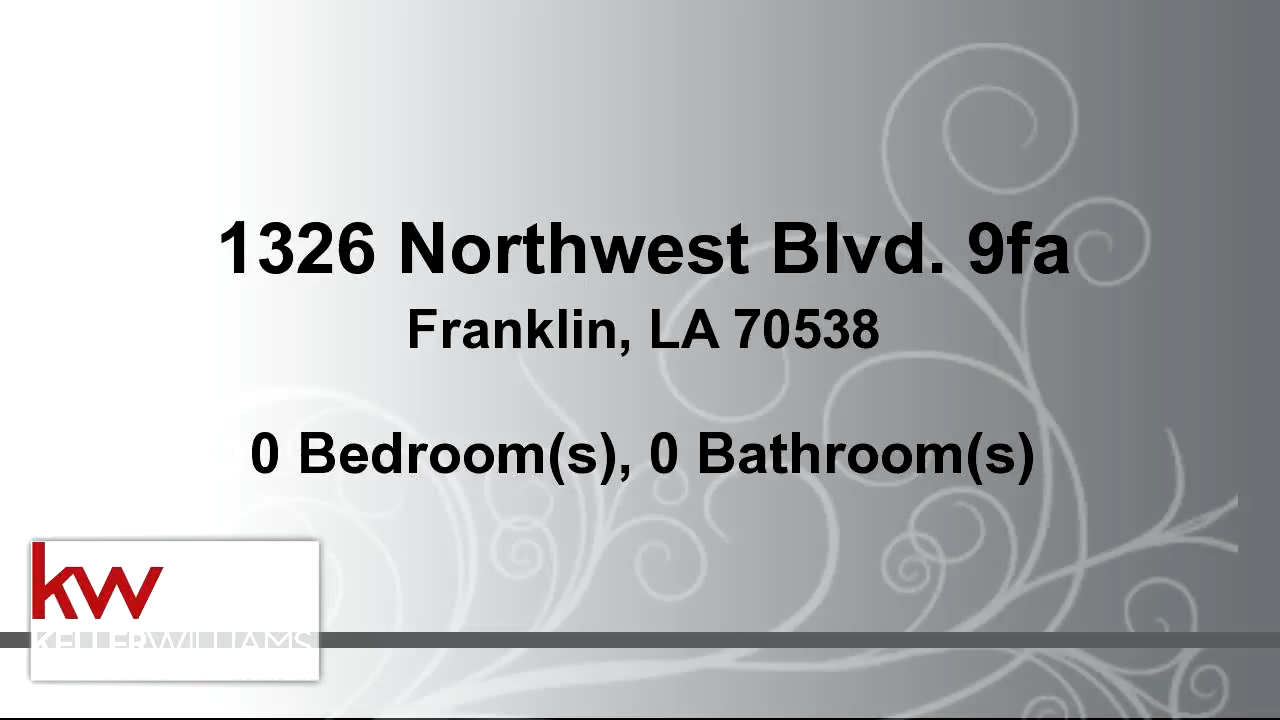 1326 Northwest Blvd. 9fa
Franklin, LA 70538
0 Bedroom(s), 0 Bathroom(s)
kw
KELLERWILLIAMS